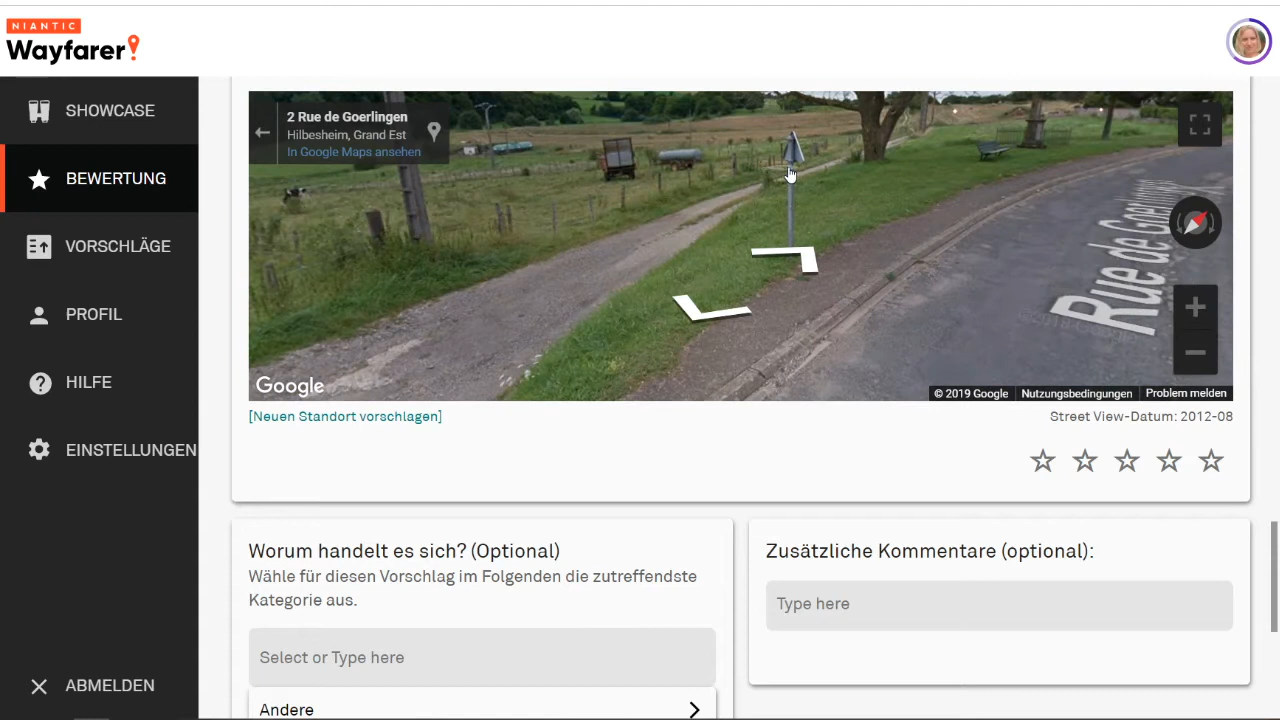 NIANTIC
Wayfarer
SHOWCASE
BEWERTUNG
VORSCHLÄGE
PROFIL
HILFE
EINSTELLUNGEN
ABMELDEN
2 Rue de Goerlingen
Hilbesheim, Grand Est
In Google Maps ansehen
Rue de Goerlingen
Google
© 2019 Google
Nutzungsbedingungen
Problem melden
[Neuen Standort vorschlagen]
Street View-Datum: 2012-08
Worum handelt es sich? (Optional)
Wähle für diesen Vorschlag im Folgenden die zutreffendste
Kategorie aus.
Select or Type here
Andere
Zusätzliche Kommentare (optional):
Type here